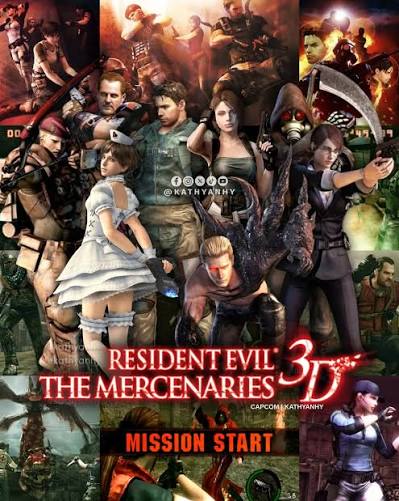 @KATHYANHY
RESIDENT EVIL®
THE MERCENARIES 3D
CAPCOM | KATHYANHY
MISSION START